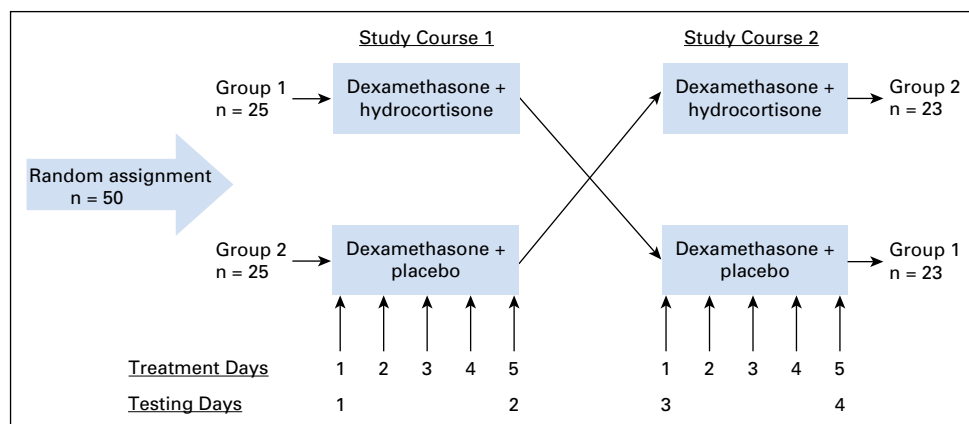 Study Course 1
Study Course 2
Group 1
n = 25
Dexamethasone +
hydrocortisone
Dexamethasone +
hydrocortisone
Group 2
n = 23
Random assignment
n = 50
Group 2
n = 25
Dexamethasone +
placebo
Dexamethasone +
placebo
Group 1
n = 23
Treatment Days 1 2 3 4 5 1 2 3 4 5
Testing Days 1 2 3 4